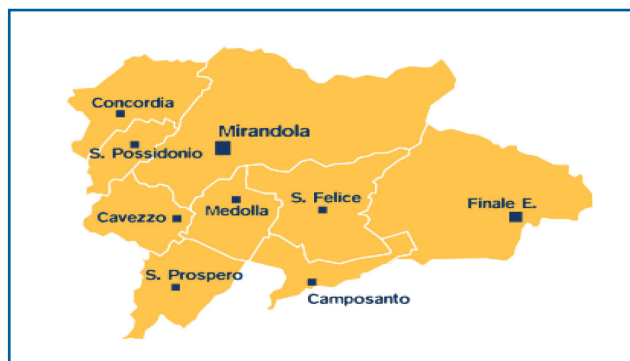 Concordia
Mirandola
S. Possidonio
S. Felice
Medolla
Cavezzo
Finale E.
S. Prospero
Camposanto